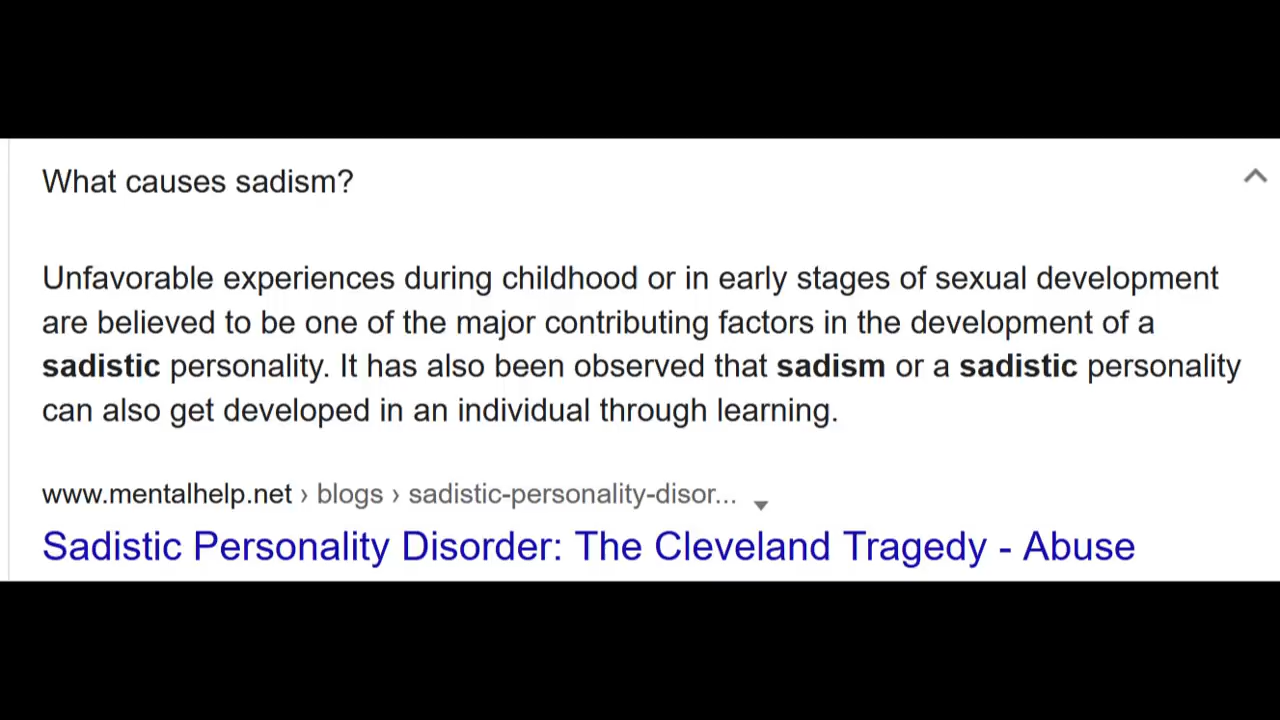 What causes sadism?
Unfavorable experiences during childhood or in early stages of sexual development
are believed to be one of the major contributing factors in the development of a
sadistic personality. It has also been observed that sadism or a sadistic personality
can also get developed in an individual through learning.
www.mentalhelp.net › blogs › sadistic-personality-disor...
Sadistic Personality Disorder: The Cleveland Tragedy - Abuse